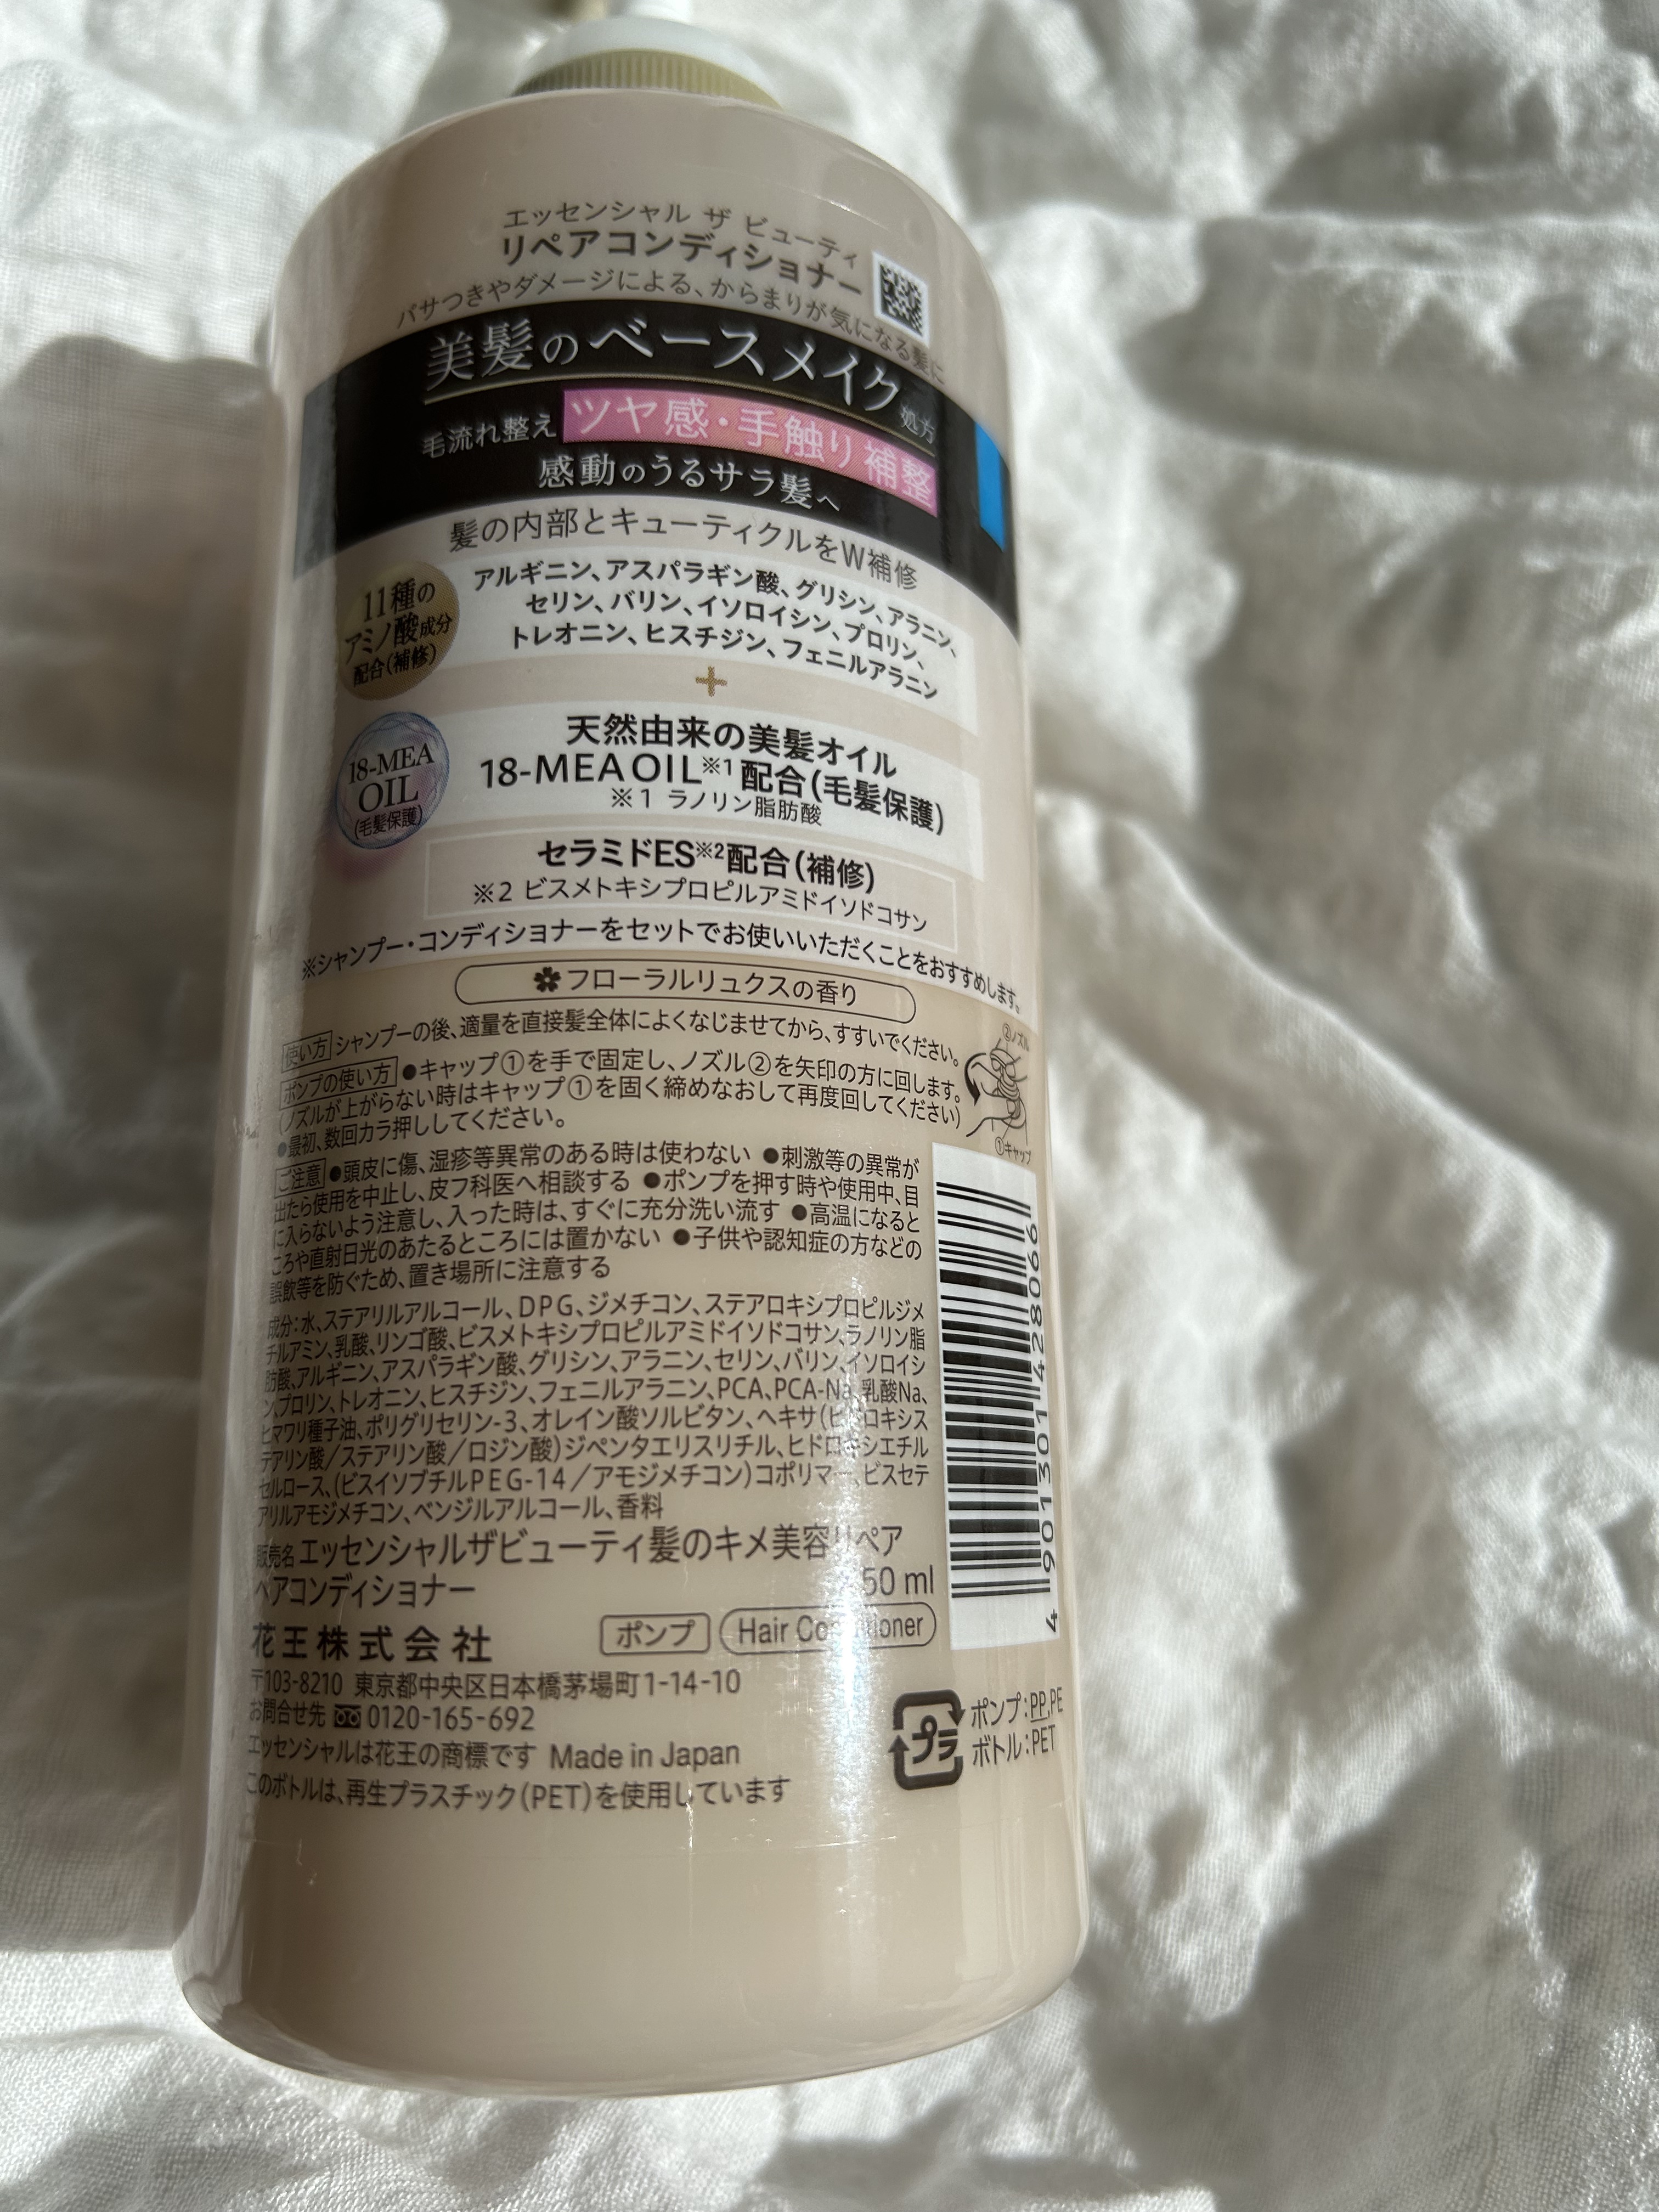 エッセンシャル ザ ビューティ
リペアコンディショナー
パサつきやダメージによる、からまりが気になる髪に
美髪のベースメイク処方
毛流れ整え ツヤ感・手触り補整
感動のうるサラ髪へ
髪の内部とキューティクルをW補修
11種の
アミノ酸成分
配合(補修)
アルギニン、アスパラギン酸、グリシン、アラニン、
セリン、バリン、イソロイシン、プロリン、
トレオニン、ヒスチジン、フェニルアラニン
+
18-MEA
OIL
(毛髪保護)
天然由来の美髪オイル
18-MEA OIL※1配合(毛髪保護)
※1 ラノリン脂肪酸
セラミドES※2配合(補修)
※2 ビスメトキシプロピルアミドイソドコサン
※シャンプー・コンディショナーをセットでお使いいただくことをおすすめします。
フローラルリュクスの香り
使い方 シャンプーの後、適量を直接髪全体によくなじませてから、すすいでください。
ポンプの使い方 ●キャップ①を手で固定し、ノズル②を矢印の方に回します。
(ノズルが上がらない時はキャップ①を固く締めなおして再度回してください)
●最初、数回カラ押ししてください。
②ノズル
①キャップ
ご注意 ●頭皮に傷、湿疹等異常のある時は使わない ●刺激等の異常が
出たら使用を中止し、皮フ科医へ相談する ●ポンプを押す時や使用中、目
に入らないよう注意し、入った時は、すぐに充分洗い流す ●高温になると
ころや直射日光のあたるところには置かない ●子供や認知症の方などの
誤飲等を防ぐため、置き場所に注意する
成分：水、ステアリルアルコール、DPG、ジメチコン、ステアロキシプロピルジメ
チルアミン、乳酸、リンゴ酸、ビスメトキシプロピルアミドイソドコサン、ラノリン脂
肪酸、アルギニン、アスパラギン酸、グリシン、アラニン、セリン、バリン、イソロイシ
ン、プロリン、トレオニン、ヒスチジン、フェニルアラニン、PCA、PCA-Na、乳酸Na、
ヒマワリ種子油、ポリグリセリン-3、オレイン酸ソルビタン、ヘキサ(ヒドロキシス
テアリン酸／ステアリン酸／ロジン酸)ジペンタエリスリチル、ヒドロキシエチル
セルロース、(ビスイソブチルPEG-14／アモジメチコン)コポリマー、ビスセテ
アリルアモジメチコン、ベンジルアルコール、香料
販売名 エッセンシャルザビューティ髪のキメ美容リペア
ペアコンディショナー
50 ml
花王株式会社
ポンプ
Hair Conditioner
〒103-8210 東京都中央区日本橋茅場町1-14-10
お問合せ先 0120-165-692
エッセンシャルは花王の商標です Made in Japan
このボトルは、再生プラスチック(PET)を使用しています
4 901301 428066
プラ
ポンプ：PP,PE
ボトル：PET